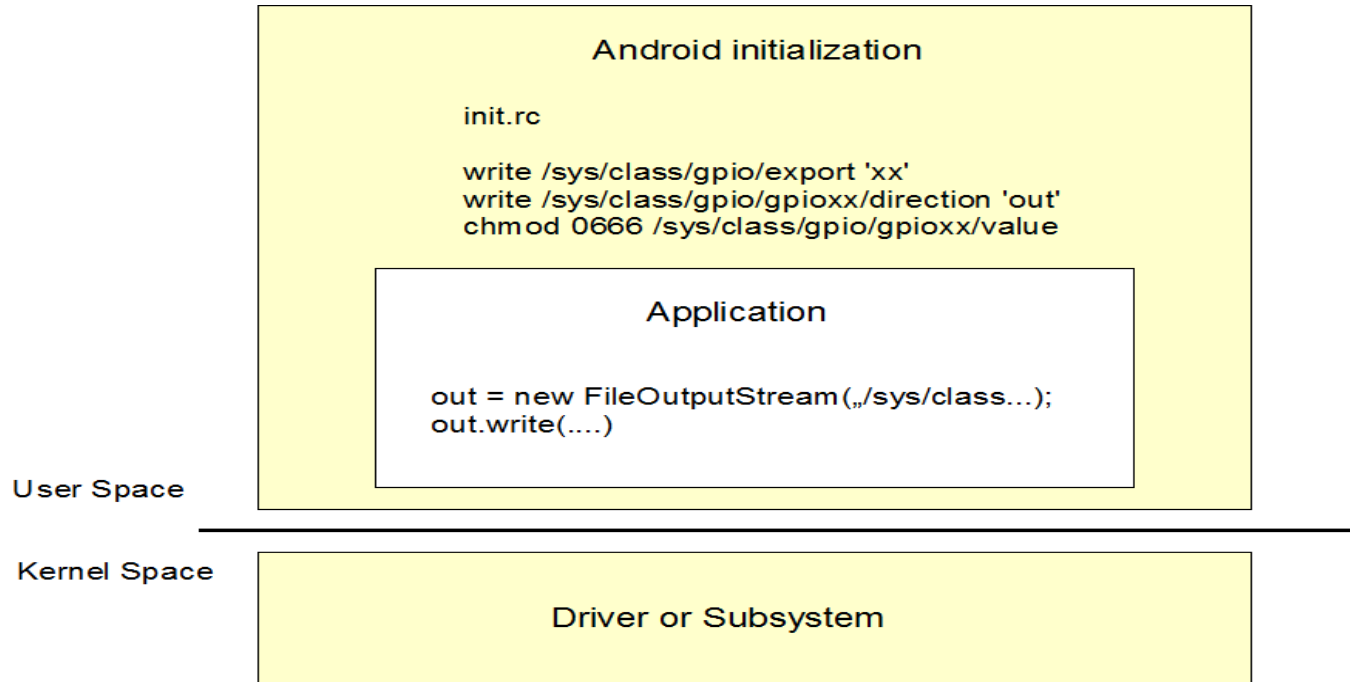 Android initialization
init.rc
write /sys/class/gpio/export 'xx'
write /sys/class/gpio/gpioxx/direction 'out'
chmod 0666 /sys/class/gpio/gpioxx/value
Application
out = new FileOutputStream(„/sys/class...);
out.write(....)
User Space
Kernel Space
Driver or Subsystem